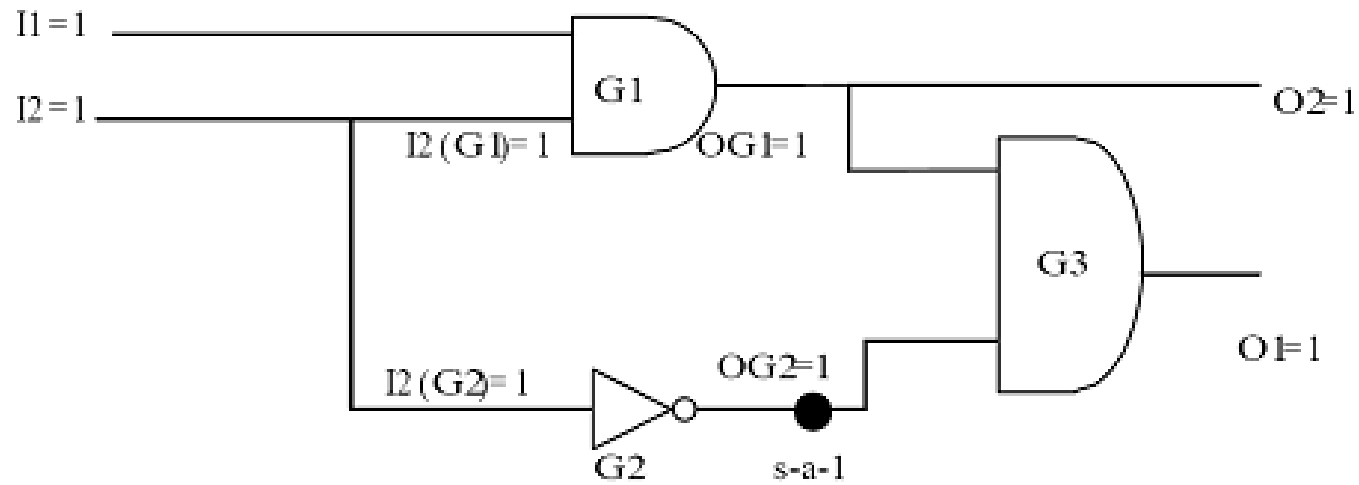 I1=1
G1
O2=1
I2=1
I2(G1)=1
OG1=1
G3
O1=1
OG2=1
I2(G2)=1
G2
s-a-1